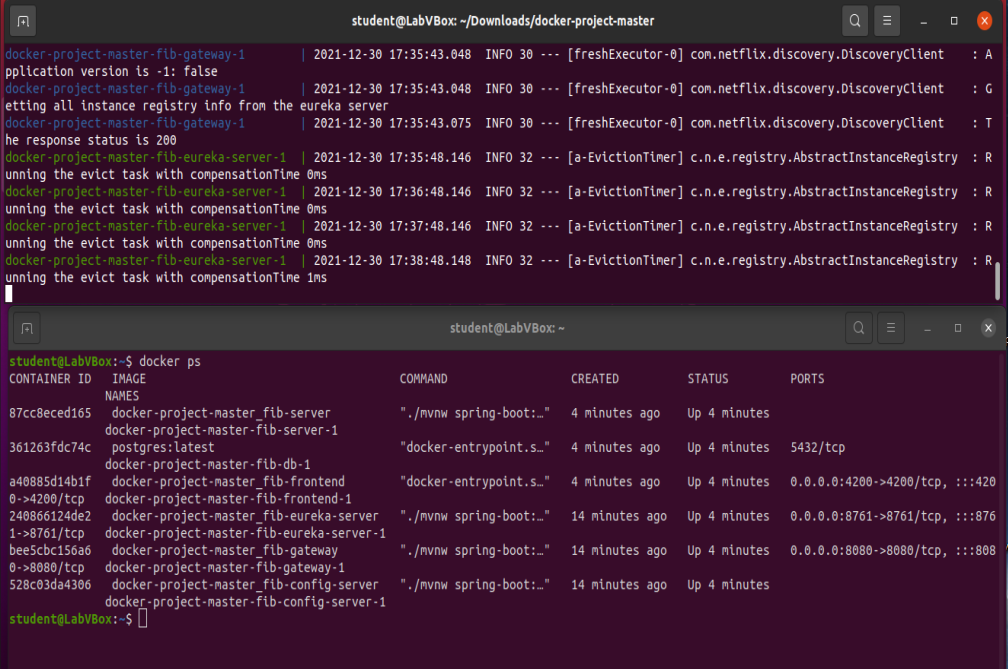 student@LabVBox: ~/Downloads/docker-project-master
docker-project-master-fib-gateway-1 | 2021-12-30 17:35:43.048 INFO 30 --- [freshExecutor-0] com.netflix.discovery.DiscoveryClient : A
pplication version is -1: false
docker-project-master-fib-gateway-1 | 2021-12-30 17:35:43.048 INFO 30 --- [freshExecutor-0] com.netflix.discovery.DiscoveryClient : G
etting all instance registry info from the eureka server
docker-project-master-fib-gateway-1 | 2021-12-30 17:35:43.075 INFO 30 --- [freshExecutor-0] com.netflix.discovery.DiscoveryClient : T
he response status is 200
docker-project-master-fib-eureka-server-1 | 2021-12-30 17:35:48.146 INFO 32 --- [a-EvictionTimer] c.n.e.registry.AbstractInstanceRegistry : R
unning the evict task with compensationTime 0ms
docker-project-master-fib-eureka-server-1 | 2021-12-30 17:36:48.146 INFO 32 --- [a-EvictionTimer] c.n.e.registry.AbstractInstanceRegistry : R
unning the evict task with compensationTime 0ms
docker-project-master-fib-eureka-server-1 | 2021-12-30 17:37:48.146 INFO 32 --- [a-EvictionTimer] c.n.e.registry.AbstractInstanceRegistry : R
unning the evict task with compensationTime 0ms
docker-project-master-fib-eureka-server-1 | 2021-12-30 17:38:48.148 INFO 32 --- [a-EvictionTimer] c.n.e.registry.AbstractInstanceRegistry : R
unning the evict task with compensationTime 1ms
student@LabVBox: ~
student@LabVBox:~$ docker ps
CONTAINER ID IMAGE COMMAND CREATED STATUS PORTS
NAMES
87cc8eced165 docker-project-master_fib-server "./mvnw spring-boot:…" 4 minutes ago Up 4 minutes
docker-project-master-fib-server-1
361263fdc74c postgres:latest "docker-entrypoint.s…" 4 minutes ago Up 4 minutes 5432/tcp
docker-project-master-fib-db-1
a40885d14b1f docker-project-master_fib-frontend "docker-entrypoint.s…" 4 minutes ago Up 4 minutes 0.0.0.0:4200->4200/tcp, :::420
0->4200/tcp docker-project-master-fib-frontend-1
240866124de2 docker-project-master_fib-eureka-server "./mvnw spring-boot:…" 14 minutes ago Up 4 minutes 0.0.0.0:8761->8761/tcp, :::876
1->8761/tcp docker-project-master-fib-eureka-server-1
bee5cbc156a6 docker-project-master_fib-gateway "./mvnw spring-boot:…" 14 minutes ago Up 4 minutes 0.0.0.0:8080->8080/tcp, :::808
0->8080/tcp docker-project-master-fib-gateway-1
528c03da4306 docker-project-master_fib-config-server "./mvnw spring-boot:…" 14 minutes ago Up 4 minutes
docker-project-master-fib-config-server-1
student@LabVBox:~$